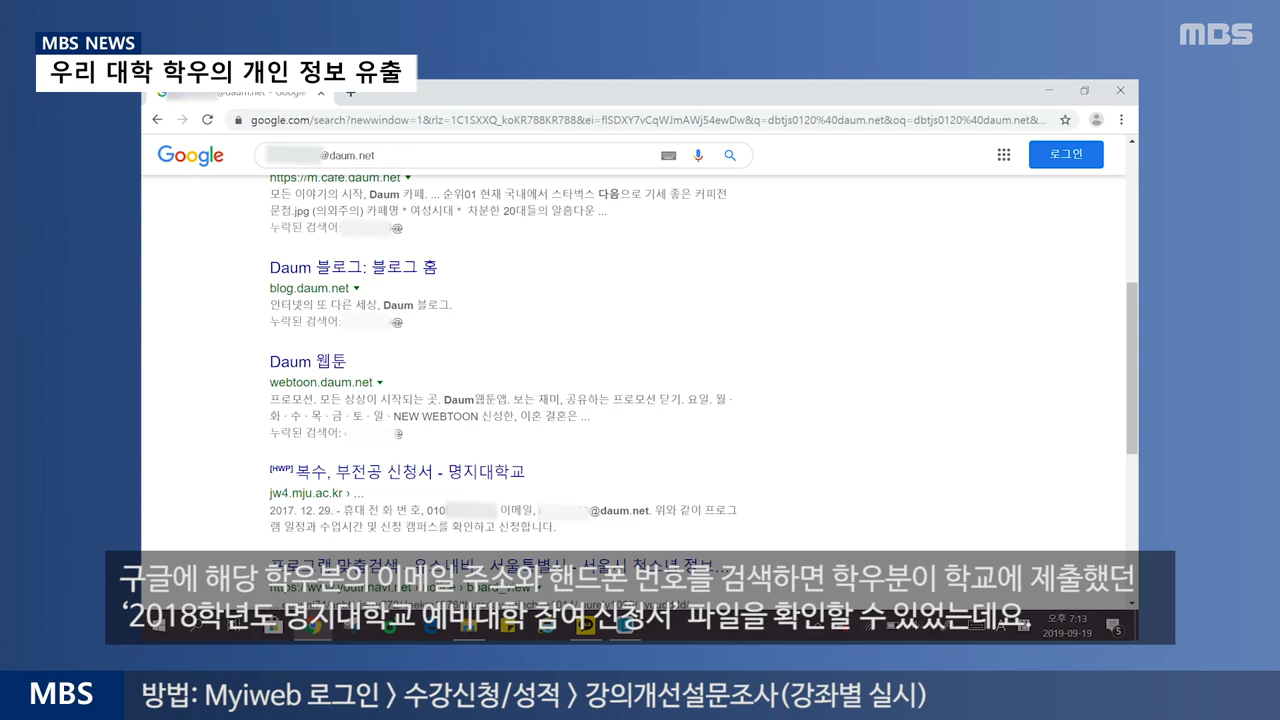 MBS NEWS
MBS
우리 대학 학우의 개인 정보 유출
@daum.net - Google
google.com/search?newwindow=1&rlz=1C1SXXQ_koKR788KR788&ei=
@daum.net
Google
로그인
https://m.cafe.daum.net
모든 이야기의 시작, Daum 카페. ... 순위01 현재 국내에서 스타벅스 다음으로 기세 좋은 커피전
문점.jpg (의외주의) 카페명 * 여성시대 * 차분한 20대들의 알흠다운 ...
누락된 검색어: @
Daum 블로그: 블로그 홈
blog.daum.net
인터넷의 또 다른 세상, Daum 블로그.
누락된 검색어: @
Daum 웹툰
webtoon.daum.net
프로모션. 모든 상상이 시작되는 곳. Daum웹툰앱. 보는 재미, 공유하는 프로모션 닫기. 요일. 월 ·
화 · 수 · 목 · 금 · 토 · 일 · NEW WEBTOON 신성한, 이혼 결혼은 ...
누락된 검색어: @
[HWP] 복수, 부전공 신청서 - 명지대학교
jw4.mju.ac.kr › ...
2017. 12. 29. - 휴대 전 화 번 호, 010 이메일, @daum.net. 위와 같이 프로그
램 일정과 수업시간 및 신청 캠퍼스를 확인하고 신청합니다.
구글에 해당 학우분의 이메일 주소와 핸드폰 번호를 검색하면 학우분이 학교에 제출했던
‘2018학년도 명지대학교 예비대학 참여 신청서’ 파일을 확인할 수 있었는데요.
오후 7:13
2019-09-19
5
MBS
방법: Myiweb 로그인 > 수강신청/성적 > 강의개선설문조사(강좌별 실시)